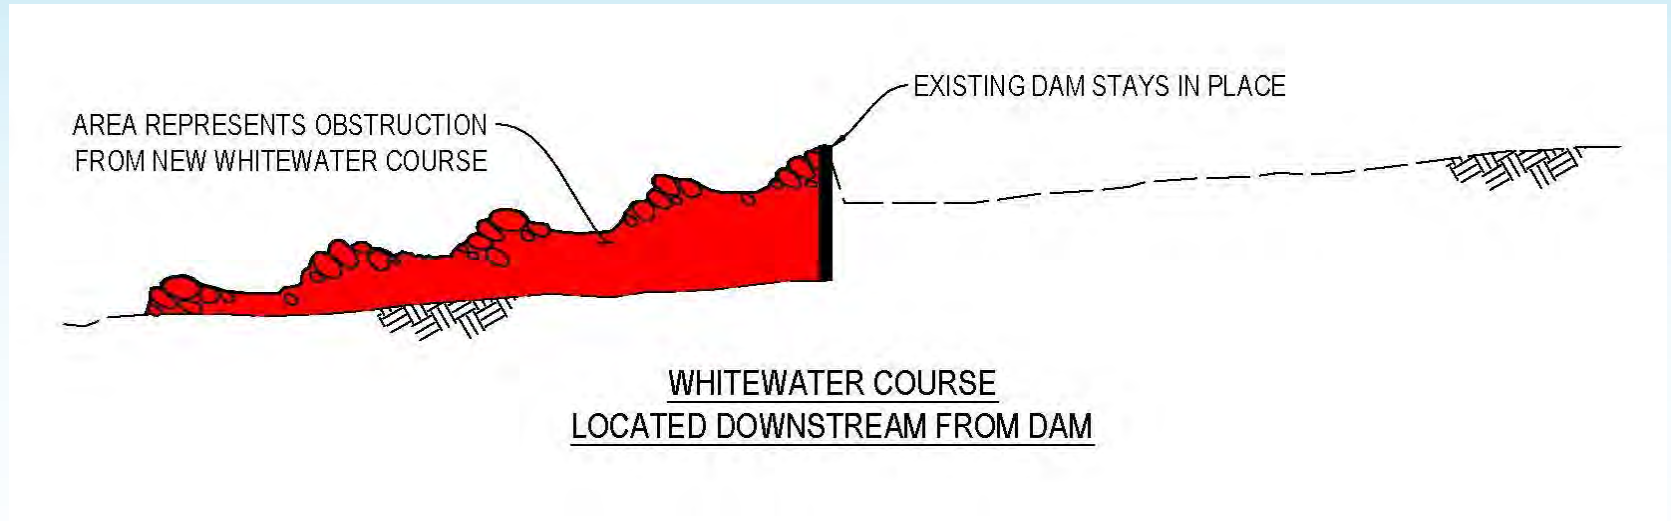 EXISTING DAM STAYS IN PLACE
AREA REPRESENTS OBSTRUCTION
FROM NEW WHITEWATER COURSE
WHITEWATER COURSE
LOCATED DOWNSTREAM FROM DAM